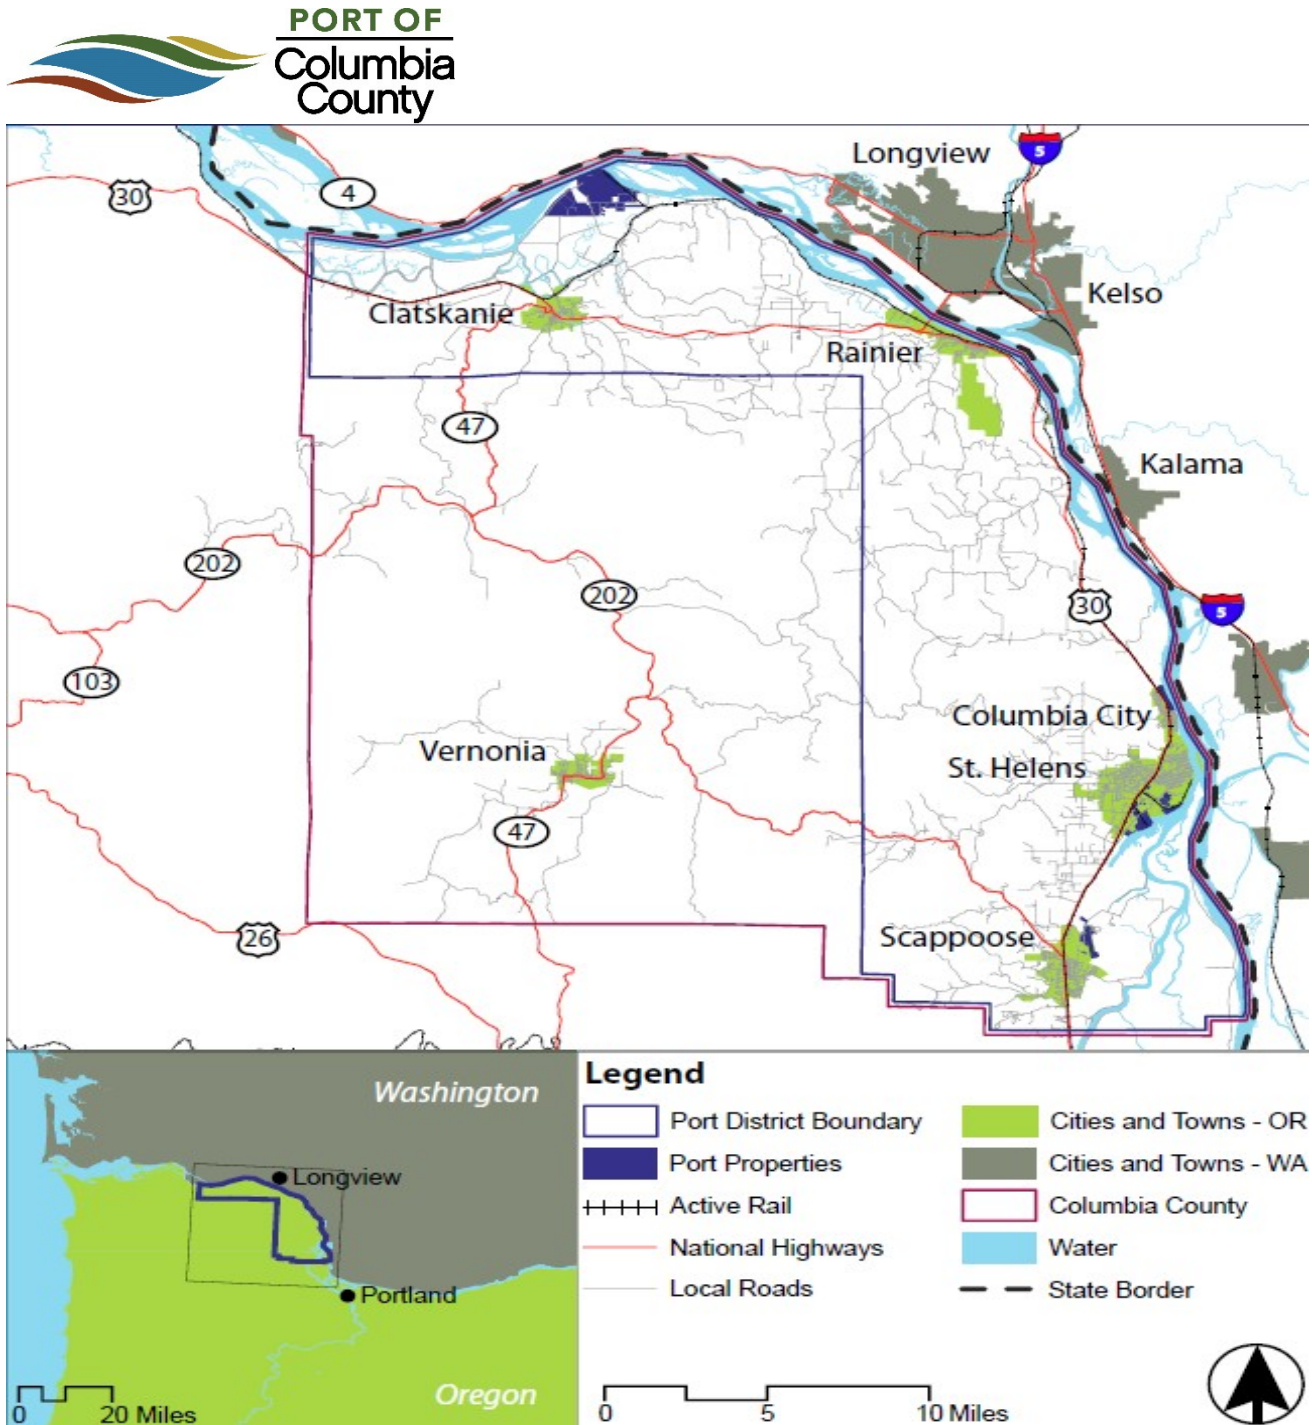 PORT OF
Columbia
County
Longview
5
30
4
Kelso
Clatskanie
Rainier
47
Kalama
202
202
30
5
103
Columbia City
Vernonia
St. Helens
47
26
Scappoose
Washington
Longview
Portland
Oregon
0 20 Miles
Legend
Port District Boundary
Port Properties
Active Rail
National Highways
Local Roads
Cities and Towns - OR
Cities and Towns - WA
Columbia County
Water
State Border
0 5 10 Miles